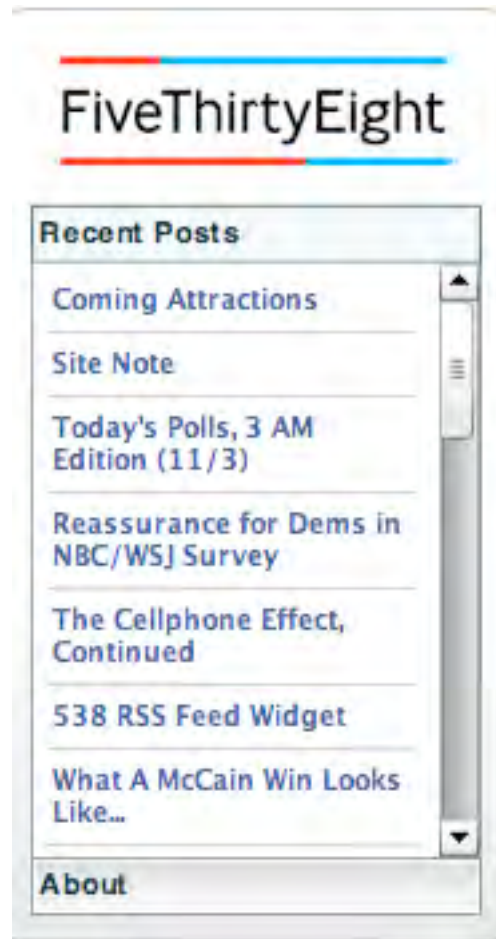 FiveThirtyEight
Recent Posts
Coming Attractions
Site Note
Today's Polls, 3 AM
Edition (11/3)
Reassurance for Dems in
NBC/WSJ Survey
The Cellphone Effect,
Continued
538 RSS Feed Widget
What A McCain Win Looks
Like...
About